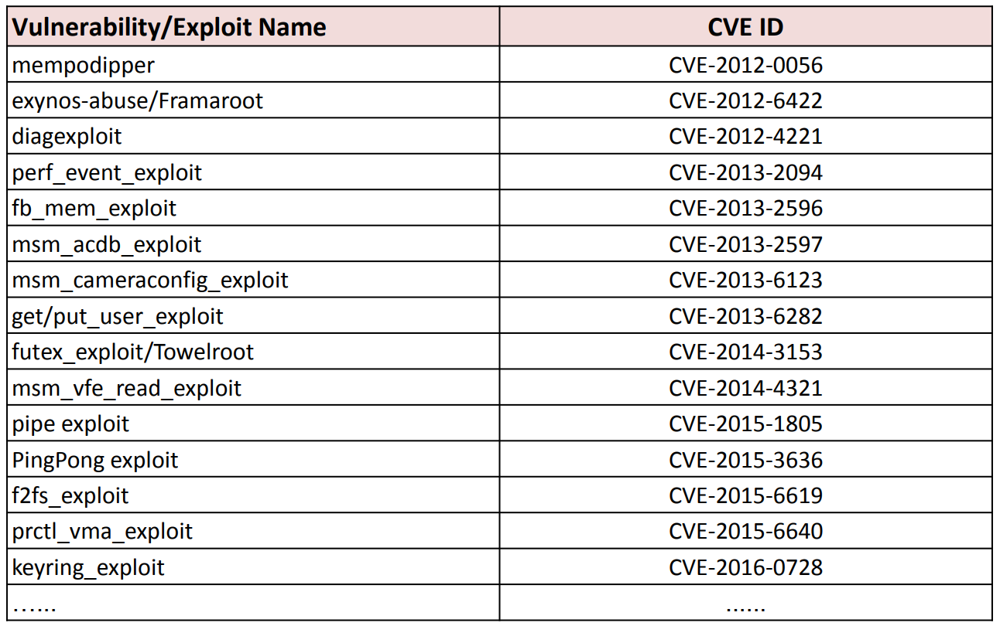 Vulnerability/Exploit Name CVE ID
mempodipper CVE-2012-0056
exynos-abuse/Framaroot CVE-2012-6422
diagexploit CVE-2012-4221
perf_event_exploit CVE-2013-2094
fb_mem_exploit CVE-2013-2596
msm_acdb_exploit CVE-2013-2597
msm_cameraconfig_exploit CVE-2013-6123
get/put_user_exploit CVE-2013-6282
futex_exploit/Towelroot CVE-2014-3153
msm_vfe_read_exploit CVE-2014-4321
pipe exploit CVE-2015-1805
PingPong exploit CVE-2015-3636
f2fs_exploit CVE-2015-6619
prctl_vma_exploit CVE-2015-6640
keyring_exploit CVE-2016-0728
…... ......